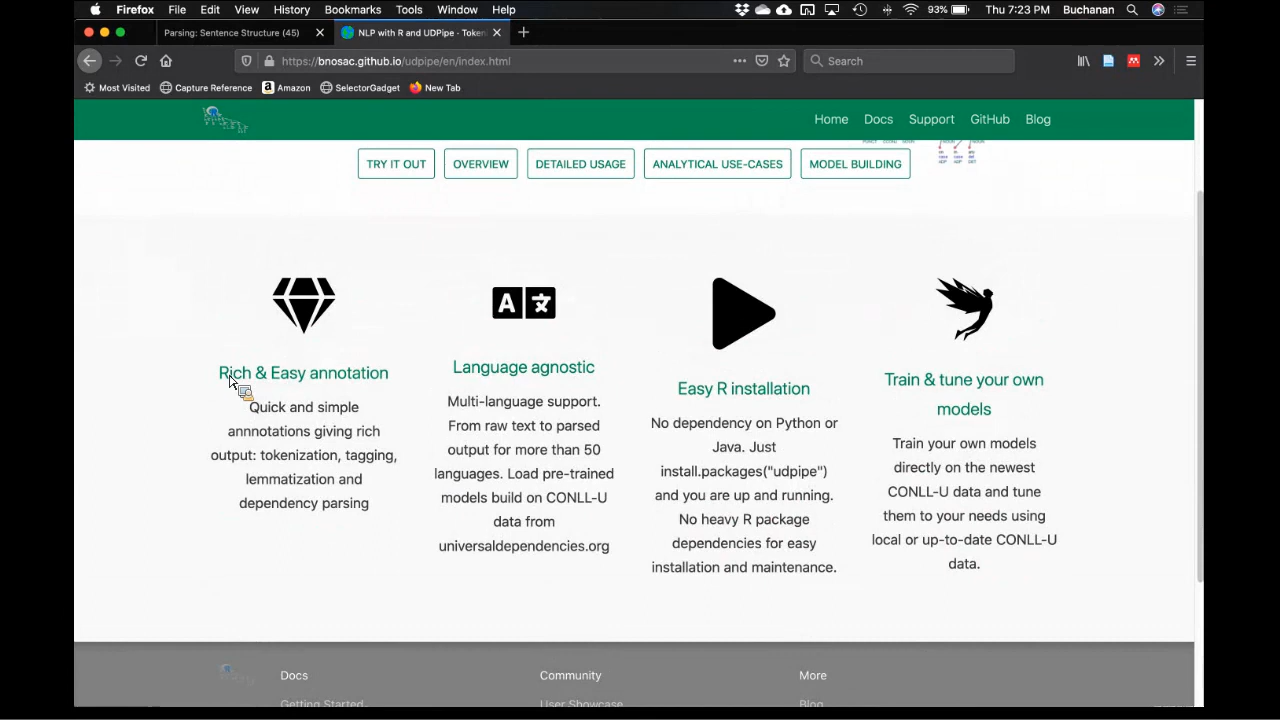 Firefox File Edit View History Bookmarks Tools Window Help 93% Thu 7:23 PM Buchanan
Parsing: Sentence Structure (45) NLP with R and UDPipe - Token
https://bnosac.github.io/udpipe/en/index.html Search
Most Visited Capture Reference Amazon SelectorGadget New Tab
Home Docs Support GitHub Blog
TRY IT OUT OVERVIEW DETAILED USAGE ANALYTICAL USE-CASES MODEL BUILDING
Rich & Easy annotation
Quick and simple
annnotations giving rich
output: tokenization, tagging,
lemmatization and
dependency parsing
Language agnostic
Multi-language support.
From raw text to parsed
output for more than 50
languages. Load pre-trained
models build on CONLL-U
data from
universaldependencies.org
Easy R installation
No dependency on Python or
Java. Just
install.packages("udpipe")
and you are up and running.
No heavy R package
dependencies for easy
installation and maintenance.
Train & tune your own
models
Train your own models
directly on the newest
CONLL-U data and tune
them to your needs using
local or up-to-date CONLL-U
data.
Docs Community More
Getting Started User Showcase Blog